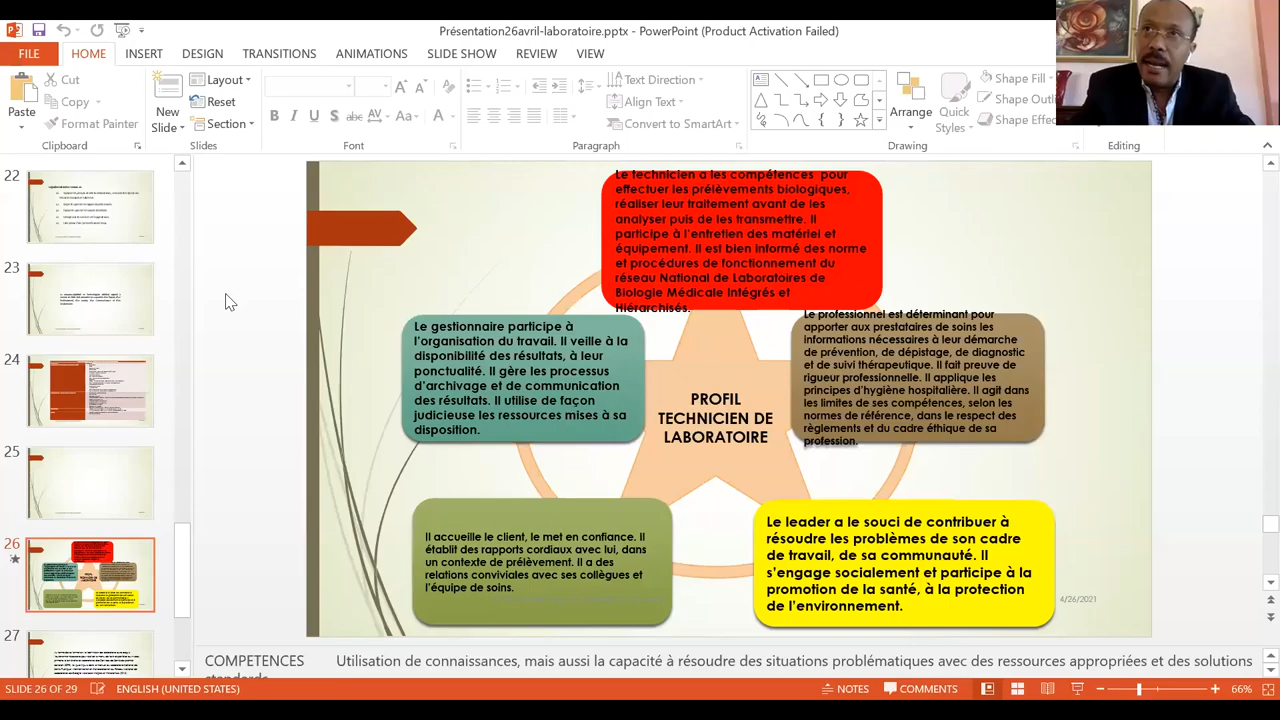 Présentation26avril-laboratoire.pptx - PowerPoint (Product Activation Failed)
FILE HOME INSERT DESIGN TRANSITIONS ANIMATIONS SLIDE SHOW REVIEW VIEW
Paste
Cut
Copy
Format Painter
Clipboard
New Slide
Layout
Reset
Section
Slides
B I U S abc AV Aa A
Font
Text Direction
Align Text
Convert to SmartArt
Paragraph
Arrange
Quick Styles
Shape Fill
Shape Outli
Shape Effec
Drawing
Editing
22
23
24
25
26
27
Le technicien a les compétences pour
effectuer les prélèvements biologiques,
réaliser leur traitement avant de les
analyser puis de les transmettre. Il
participe à l'entretien des matériel et
équipement. Il est bien informé des norme
et procédures de fonctionnement du
réseau National de Laboratoires de
Biologie Médicale Intégrés et
Hiérarchisés.
Le gestionnaire participe à
l'organisation du travail. Il veille à la
disponibilité des résultats, à leur
ponctualité. Il gère les processus
d'archivage et de communication
des résultats. Il utilise de façon
judicieuse les ressources mises à sa
disposition.
PROFIL
TECHNICIEN DE
LABORATOIRE
Le professionnel est déterminant pour
apporter aux prestataires de soins les
informations nécessaires à leur démarche
de prévention, de dépistage, de diagnostic
et de suivi thérapeutique. Il fait preuve de
rigueur professionnelle. Il applique les
principes d'hygiène hospitalière. Il agit dans
les limites de ses compétences, selon les
normes de référence, dans le respect des
règlements et du cadre éthique de sa
profession.
Il accueille le client, le met en confiance. Il
établit des rapports cordiaux avec lui, dans
un contexte de prélèvement. Il a des
relations conviviales avec ses collègues et
l'équipe de soins.
Le leader a le souci de contribuer à
résoudre les problèmes de son cadre
de travail, de sa communauté. Il
s'engage socialement et participe à la
promotion de la santé, à la protection
de l'environnement.
4/26/2021
COMPETENCES Utilisation de connaissances, mais aussi la capacité à résoudre des situations problématiques avec des ressources appropriées et des solutions
standards
SLIDE 26 OF 29 ENGLISH (UNITED STATES) NOTES COMMENTS 66%